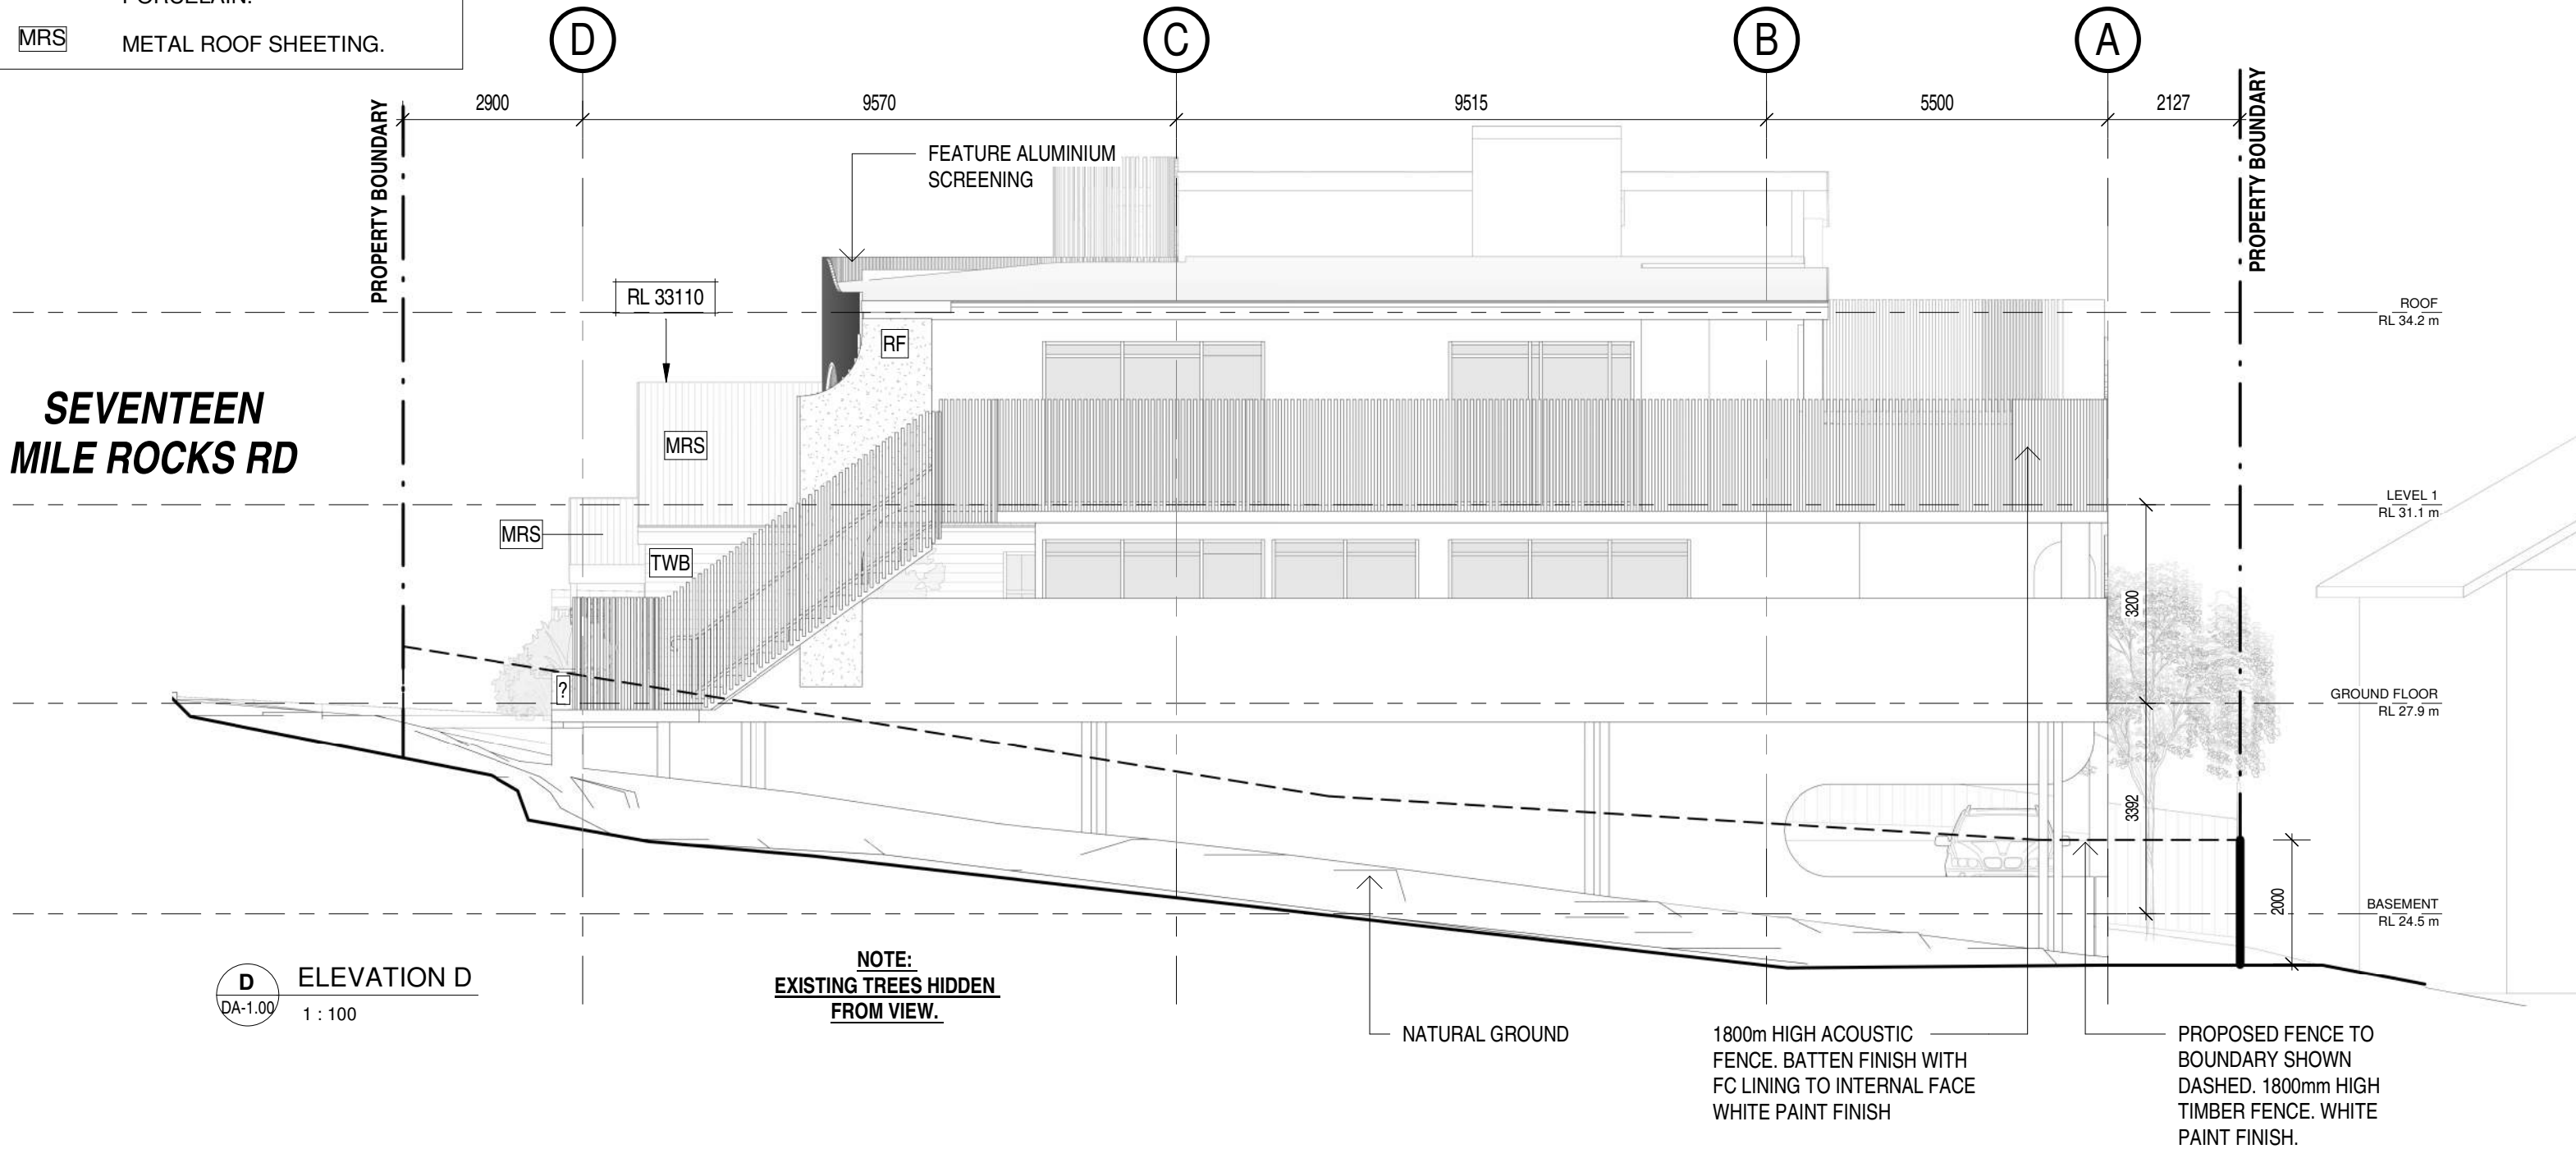 PORCELAIN.
MRS METAL ROOF SHEETING.
D C B A
2900 9570 9515 5500 2127
PROPERTY BOUNDARY
PROPERTY BOUNDARY
FEATURE ALUMINIUM
SCREENING
RL 33110
ROOF
RL 34.2 m
RF
SEVENTEEN
MILE ROCKS RD
MRS
LEVEL 1
RL 31.1 m
MRS
TWB
3200
?
GROUND FLOOR
RL 27.9 m
3392
2000
BASEMENT
RL 24.5 m
D ELEVATION D
DA-1.00 1 : 100
NOTE:
EXISTING TREES HIDDEN
FROM VIEW.
NATURAL GROUND
1800m HIGH ACOUSTIC
FENCE. BATTEN FINISH WITH
FC LINING TO INTERNAL FACE
WHITE PAINT FINISH
PROPOSED FENCE TO
BOUNDARY SHOWN
DASHED. 1800mm HIGH
TIMBER FENCE. WHITE
PAINT FINISH.